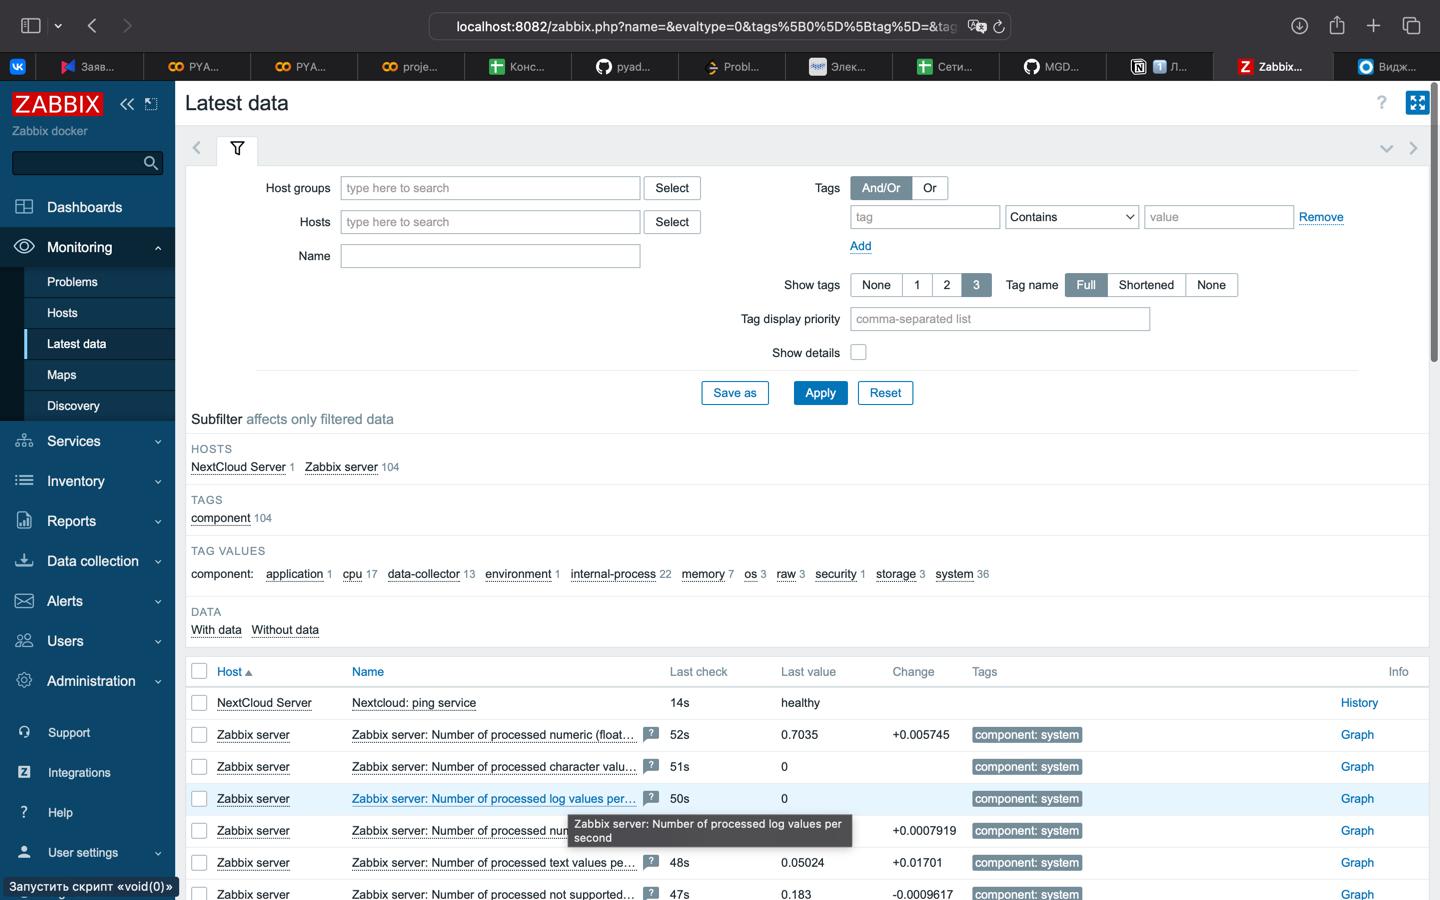 localhost:8082/zabbix.php?name=&evaltype=0&tags%5B0%5D%5Btag%5D=&tag
Заяв...
PYA...
PYA...
proje...
Конс...
pyad...
Probl...
Элек...
Сети...
MGD...
Л...
Zabbix...
Видж...
ZABBIX
Zabbix docker
Dashboards
Monitoring
Problems
Hosts
Latest data
Maps
Discovery
Services
Inventory
Reports
Data collection
Alerts
Users
Administration
Support
Integrations
Help
User settings
Запустить скрипт «void(0)»
Latest data
Host groups type here to search Select
Hosts type here to search Select
Name
Tags And/Or Or
tag Contains value Remove
Add
Show tags None 1 2 3 Tag name Full Shortened None
Tag display priority comma-separated list
Show details
Save as Apply Reset
Subfilter affects only filtered data
HOSTS
NextCloud Server 1 Zabbix server 104
TAGS
component 104
TAG VALUES
component: application 1 cpu 17 data-collector 13 environment 1 internal-process 22 memory 7 os 3 raw 3 security 1 storage 3 system 36
DATA
With data Without data
Host Name Last check Last value Change Tags Info
NextCloud Server Nextcloud: ping service 14s healthy History
Zabbix server Zabbix server: Number of processed numeric (float... 52s 0.7035 +0.005745 component: system Graph
Zabbix server Zabbix server: Number of processed character valu... 51s 0 component: system Graph
Zabbix server Zabbix server: Number of processed log values per... 50s 0 component: system Graph
Zabbix server: Number of processed log values per
second
Zabbix server Zabbix server: Number of processed num +0.0007919 component: system Graph
Zabbix server Zabbix server: Number of processed text values pe... 48s 0.05024 +0.01701 component: system Graph
Zabbix server Zabbix server: Number of processed not supported... 47s 0.183 -0.0009617 component: system Graph